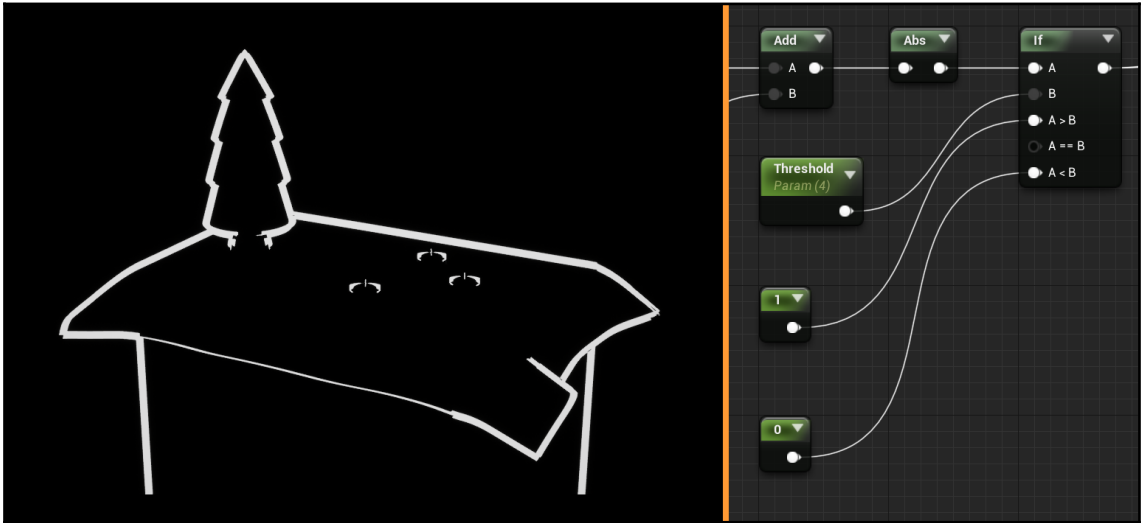 Add
A
B
Abs
If
A
B
A > B
A == B
A < B
Threshold
Param (4)
1
0